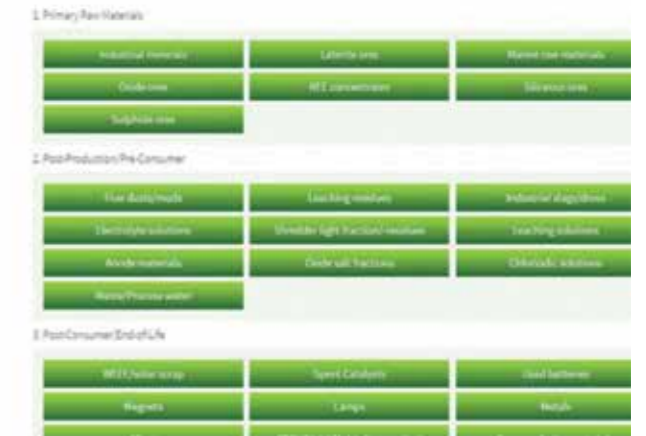 1. Primary Raw Materials
Industrial minerals
Laterite ores
Marine raw materials
Oxide ores
REE concentrates
Siliceous ores
Sulphide ores
2. Post-Production/Pre-Consumer
Flue dusts/muds
Leaching residues
Industrial slags/dross
Electrolyte solutions
Shredder light fraction/residues
Leaching solutions
Anode materials
Oxide salt fractions
Chloridic solutions
Waste/Process water
3. Post-Consumer/End-of-Life
WEEE/solar scrap
Spent Catalysts
Used batteries
Magnets
Lamps
Metals